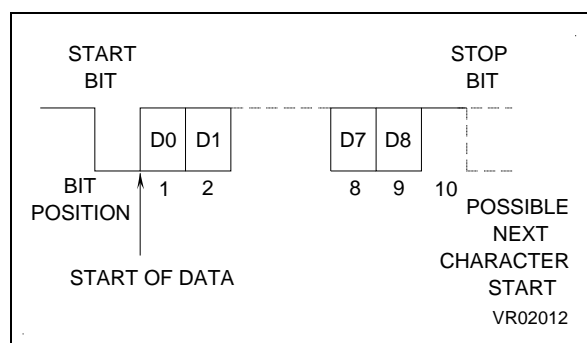 START
BIT
STOP
BIT
D0 D1 D7 D8
BIT
POSITION
1 2 8 9 10
POSSIBLE
NEXT
CHARACTER
START
START OF DATA
VR02012